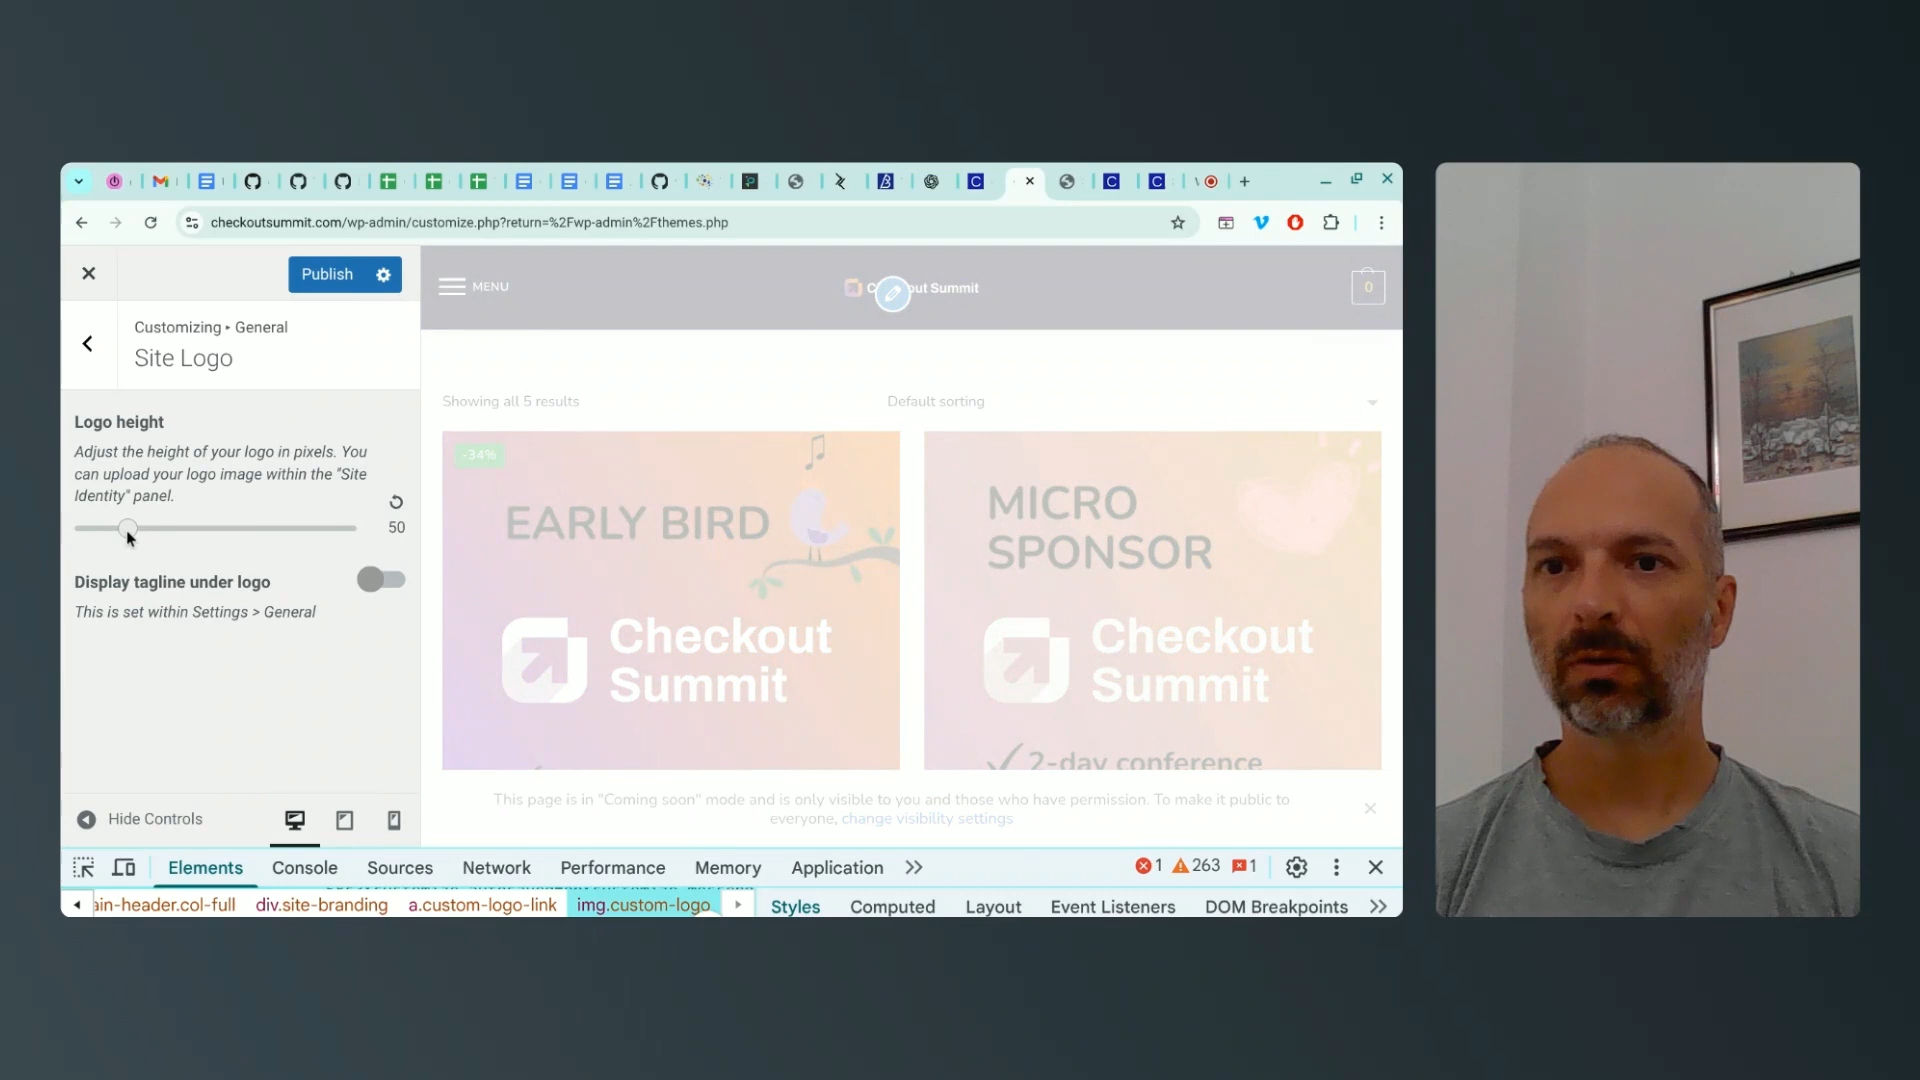 checkoutsummit.com/wp-admin/customize.php?return=%2Fwp-admin%2Fthemes.php
Publish
Customizing ▸ General
Site Logo
Logo height
Adjust the height of your logo in pixels. You
can upload your logo image within the "Site
Identity" panel.
50
Display tagline under logo
This is set within Settings > General
Hide Controls
MENU
out Summit
0
Showing all 5 results
Default sorting
-34%
EARLY BIRD
Checkout
Summit
MICRO
SPONSOR
Checkout
Summit
2-day conference
This page is in "Coming soon" mode and is only visible to you and those who have permission. To make it public to
everyone, change visibility settings
Elements
Console
Sources
Network
Performance
Memory
Application
1
263
1
ain-header.col-full
div.site-branding
a.custom-logo-link
img.custom-logo
Styles
Computed
Layout
Event Listeners
DOM Breakpoints